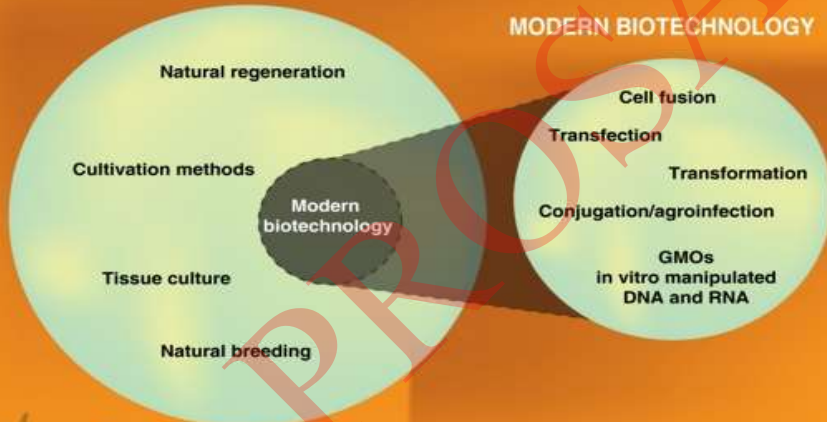 MODERN BIOTECHNOLOGY
Natural regeneration
Cultivation methods
Modern
biotechnology
Tissue culture
Natural breeding
Cell fusion
Transfection
Transformation
Conjugation/agroinfection
GMOs
in vitro manipulated
DNA and RNA
PROSA